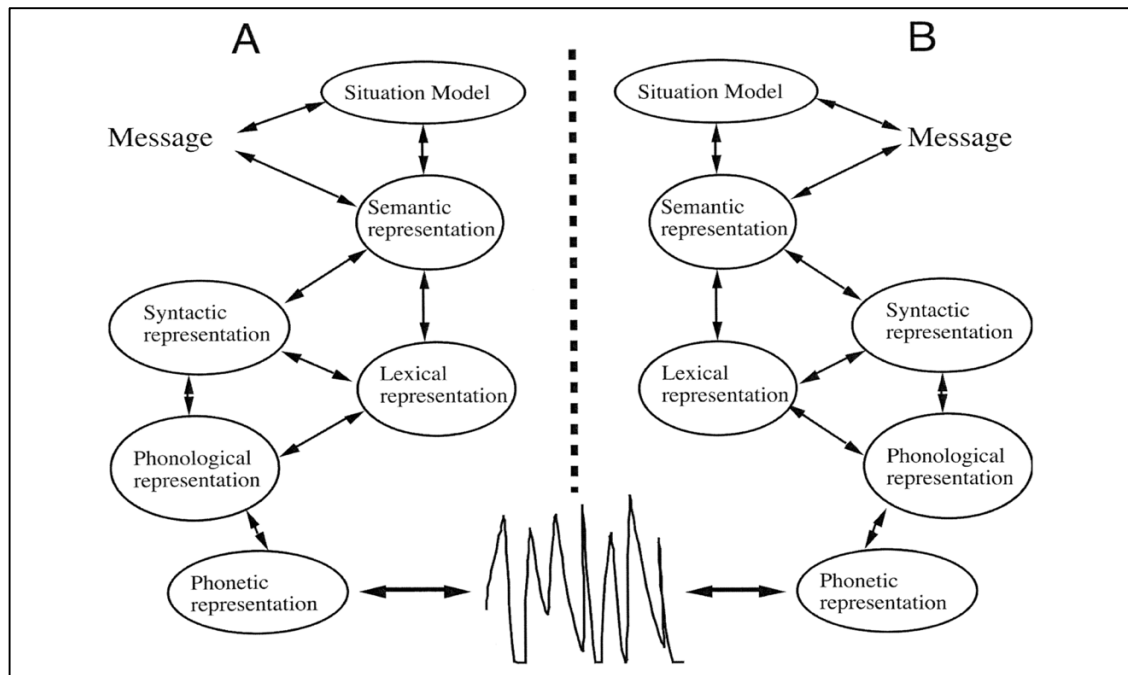 A
B
Situation Model
Situation Model
Message
Message
Semantic
representation
Semantic
representation
Syntactic
representation
Syntactic
representation
Lexical
representation
Lexical
representation
Phonological
representation
Phonological
representation
Phonetic
representation
Phonetic
representation